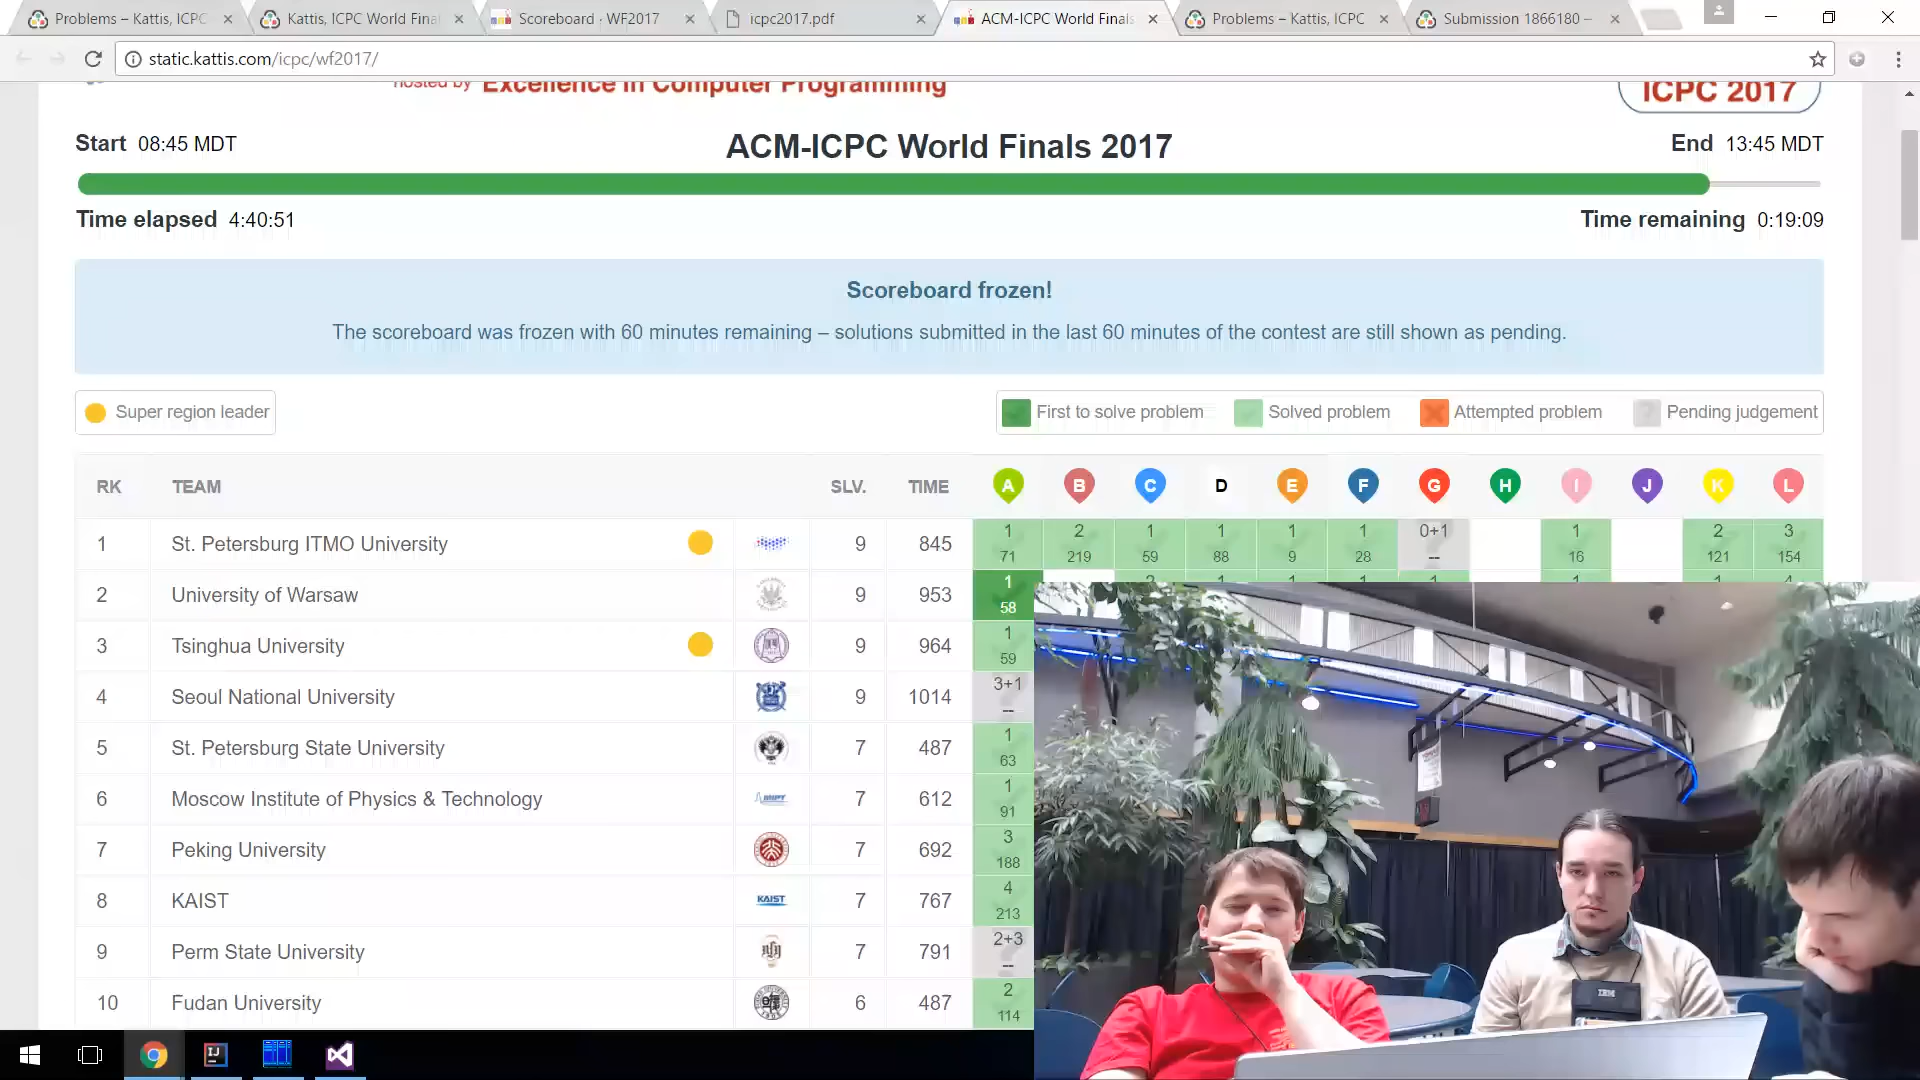 Problems – Kattis, ICPC
Kattis, ICPC World Final
Scoreboard · WF2017
icpc2017.pdf
ACM-ICPC World Finals
Problems – Kattis, ICPC
Submission 1866180 –
static.kattis.com/icpc/wf2017/
hosted by Excellence in Computer Programming
ICPC 2017
Start 08:45 MDT
ACM-ICPC World Finals 2017
End 13:45 MDT
Time elapsed 4:40:51
Time remaining 0:19:09
Scoreboard frozen!
The scoreboard was frozen with 60 minutes remaining – solutions submitted in the last 60 minutes of the contest are still shown as pending.
Super region leader
First to solve problem Solved problem Attempted problem Pending judgement
RK TEAM SLV. TIME A B C D E F G H I J K L
1 St. Petersburg ITMO University 9 845
1 2 1 1 1 1 0+1 1 2 3
71 219 59 88 9 28 -- 16 121 154
2 University of Warsaw 9 953
1
58
3 Tsinghua University 9 964
1
59
4 Seoul National University 9 1014
3+1
--
5 St. Petersburg State University 7 487
1
63
6 Moscow Institute of Physics & Technology 7 612
1
91
7 Peking University 7 692
3
188
8 KAIST KAIST 7 767
4
213
9 Perm State University 7 791
2+3
--
10 Fudan University 6 487
2
114
IBM
IJ